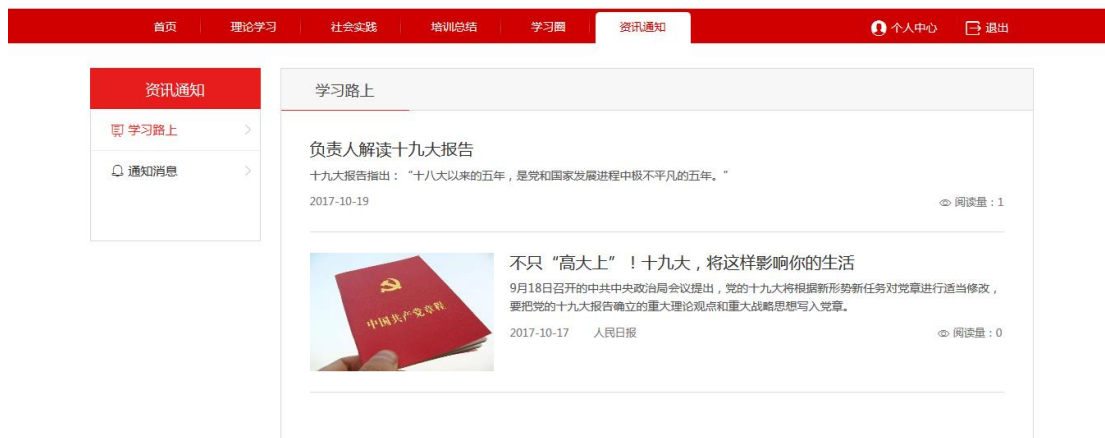 首页 理论学习 社会实践 培训总结 学习圈 资讯通知 个人中心 退出
资讯通知
学习路上
通知消息
学习路上
负责人解读十九大报告
十九大报告指出：“十八大以来的五年，是党和国家发展进程中极不平凡的五年。”
2017-10-19 阅读量：1
中国共产党章程
不只“高大上”！十九大，将这样影响你的生活
9月18日召开的中共中央政治局会议提出，党的十九大将根据新形势新任务对党章进行适当修改，
要把党的十九大报告确立的重大理论观点和重大战略思想写入党章。
2017-10-17 人民日报 阅读量：0